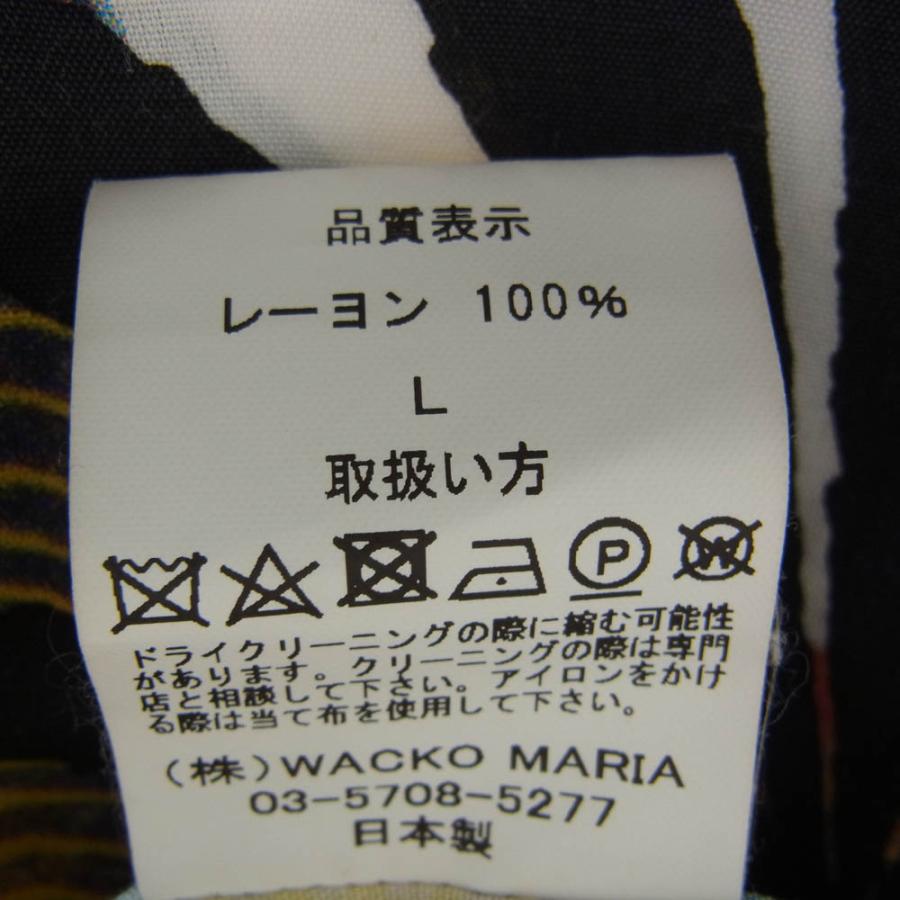 品質表示
レーヨン 100%
L
取扱い方
P
W
ドライクリーニングの際に縮む可能性
があります。クリーニングの際は専門
店と相談して下さい。アイロンをかけ
る際は当て布を使用して下さい。
(株)WACKO MARIA
03-5708-5277
日本製